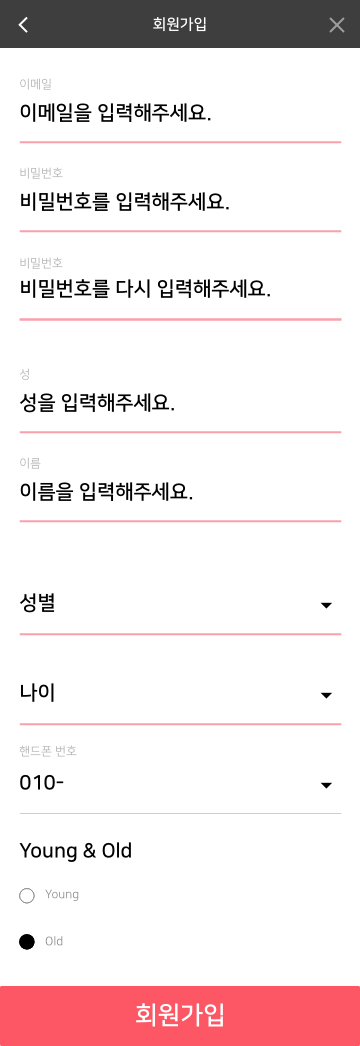 회원가입
이메일
이메일을 입력해주세요.
비밀번호
비밀번호를 입력해주세요.
비밀번호
비밀번호를 다시 입력해주세요.
성
성을 입력해주세요.
이름
이름을 입력해주세요.
성별
나이
핸드폰 번호
010-
Young & Old
Young
Old
회원가입